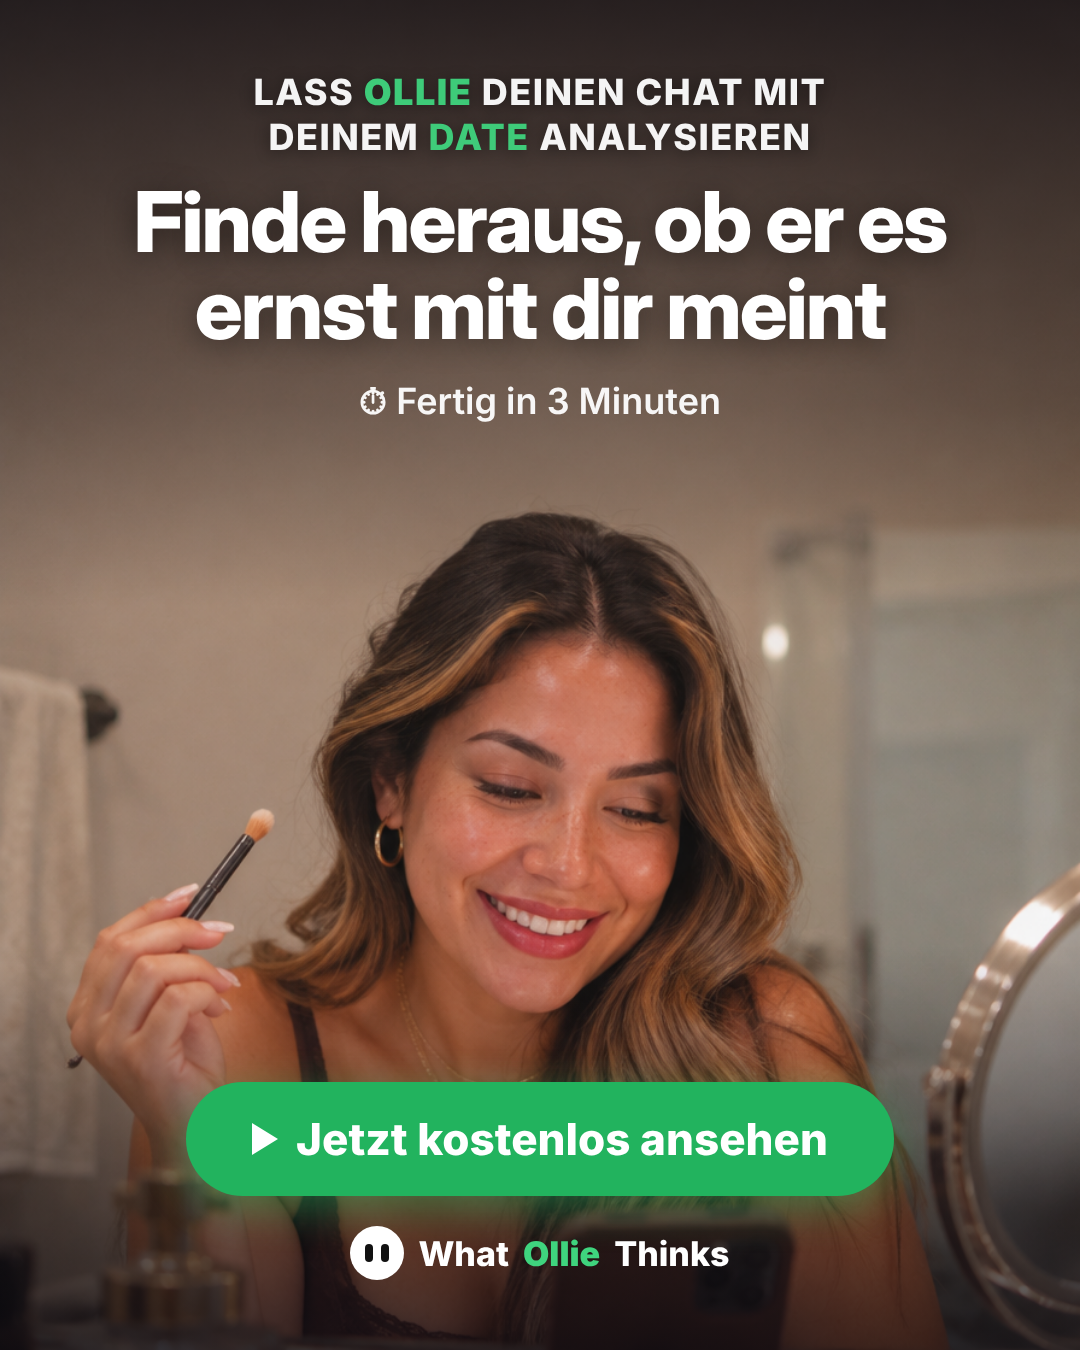 LASS OLLIE DEINEN CHAT MIT
DEINEM DATE ANALYSIEREN
Finde heraus, ob er es
ernst mit dir meint
⏱ Fertig in 3 Minuten
▶ Jetzt kostenlos ansehen
What Ollie Thinks